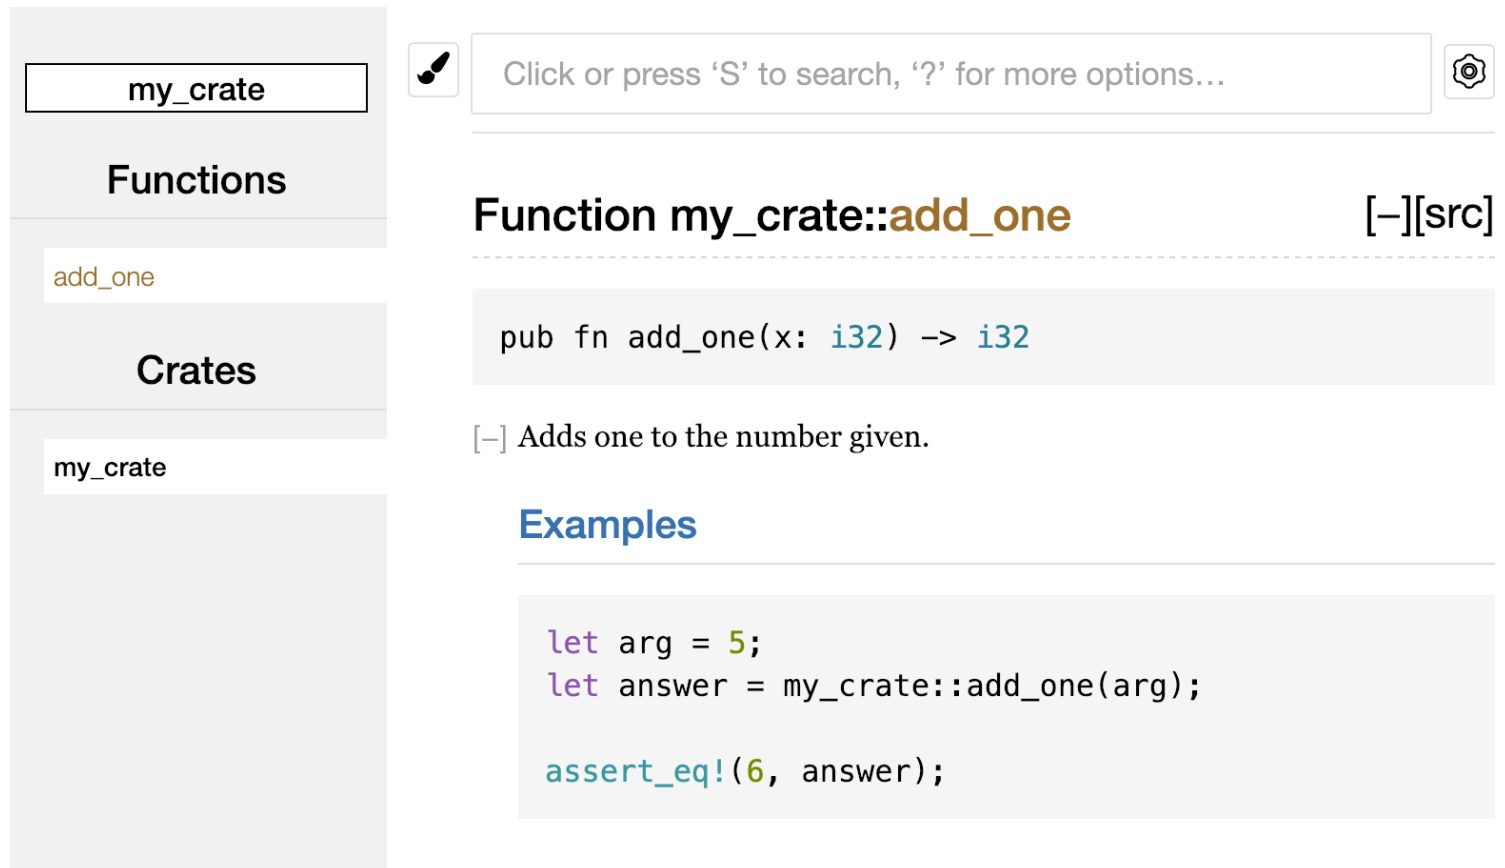 my_crate
Functions
add_one
Crates
my_crate
Click or press ‘S’ to search, ‘?’ for more options…
Function my_crate::add_one [−][src]
pub fn add_one(x: i32) -> i32
[−] Adds one to the number given.
Examples
let arg = 5;
let answer = my_crate::add_one(arg);
assert_eq!(6, answer);